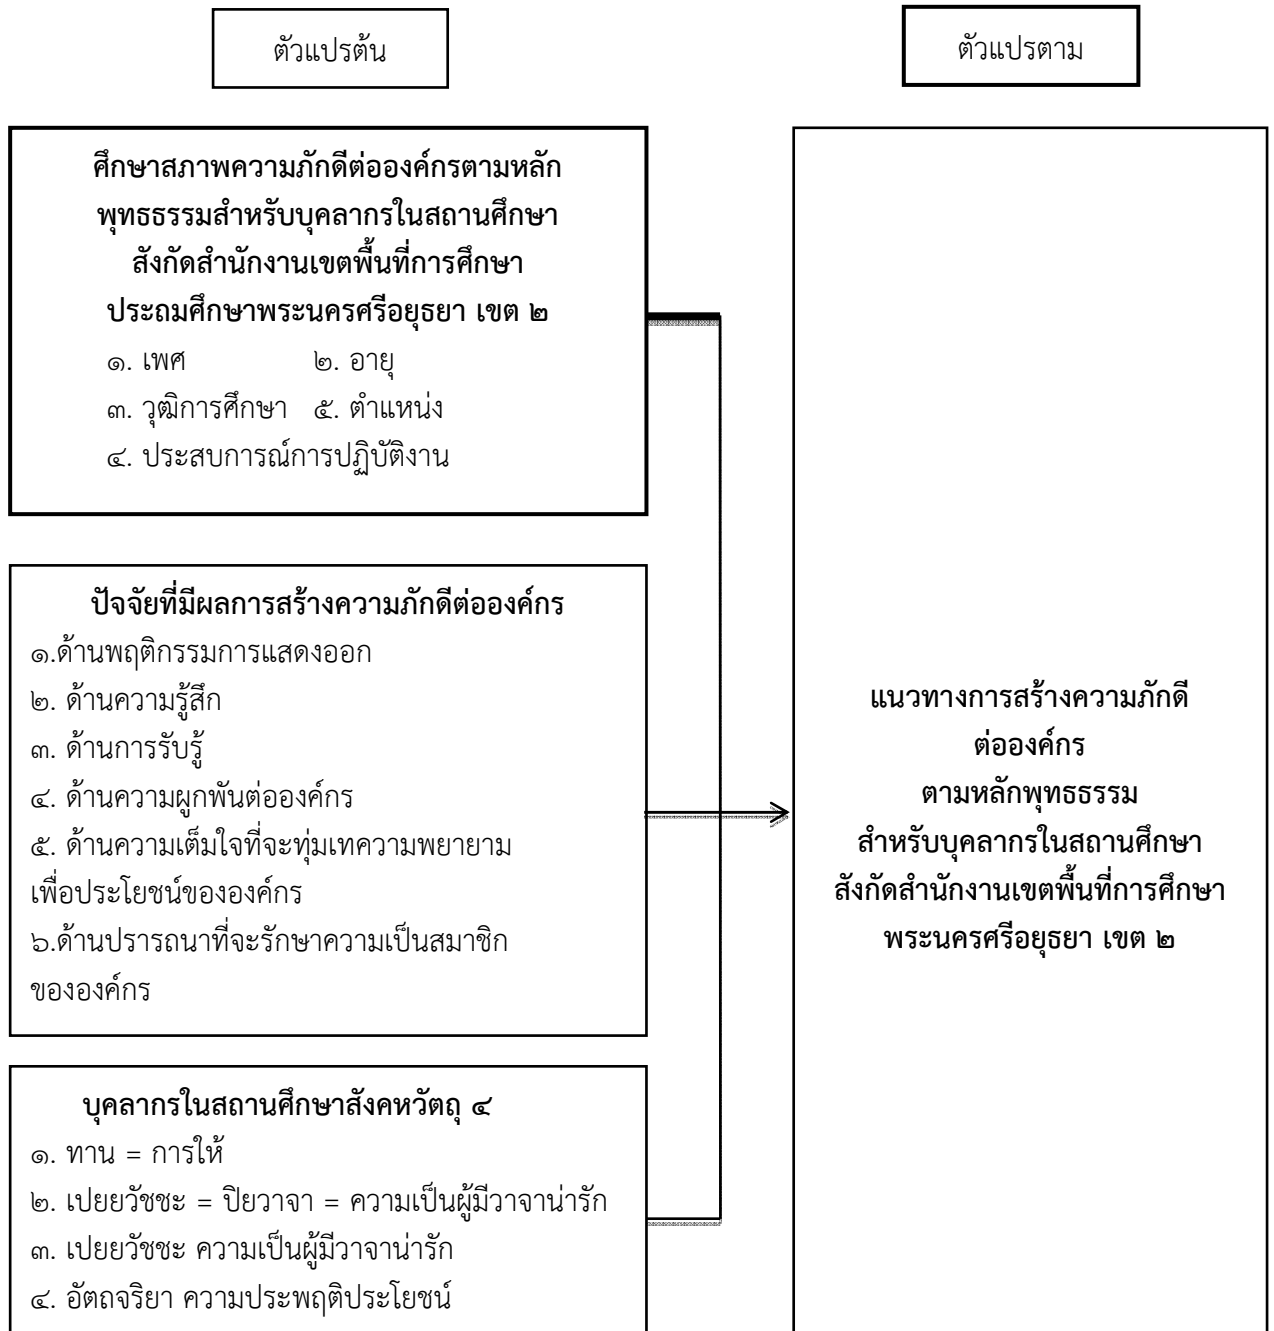 ตัวแปรต้น
ตัวแปรตาม
ศึกษาสภาพความภักดีต่อองค์กรตามหลัก
พุทธธรรมสำหรับบุคลากรในสถานศึกษา
สังกัดสำนักงานเขตพื้นที่การศึกษา
ประถมศึกษาพระนครศรีอยุธยา เขต ๒
๑. เพศ ๒. อายุ
๓. วุฒิการศึกษา ๕. ตำแหน่ง
๔. ประสบการณ์การปฏิบัติงาน
ปัจจัยที่มีผลการสร้างความภักดีต่อองค์กร
๑.ด้านพฤติกรรมการแสดงออก
๒. ด้านความรู้สึก
๓. ด้านการรับรู้
๔. ด้านความผูกพันต่อองค์กร
๕. ด้านความเต็มใจที่จะทุ่มเทความพยายาม
เพื่อประโยชน์ขององค์กร
๖.ด้านปรารถนาที่จะรักษาความเป็นสมาชิก
ขององค์กร
บุคลากรในสถานศึกษาสังคหวัตถุ ๔
๑. ทาน = การให้
๒. เปยยวัชชะ = ปิยวาจา = ความเป็นผู้มีวาจาน่ารัก
๓. เปยยวัชชะ ความเป็นผู้มีวาจาน่ารัก
๔. อัตถจริยา ความประพฤติประโยชน์
แนวทางการสร้างความภักดี
ต่อองค์กร
ตามหลักพุทธธรรม
สำหรับบุคลากรในสถานศึกษา
สังกัดสำนักงานเขตพื้นที่การศึกษา
พระนครศรีอยุธยา เขต ๒